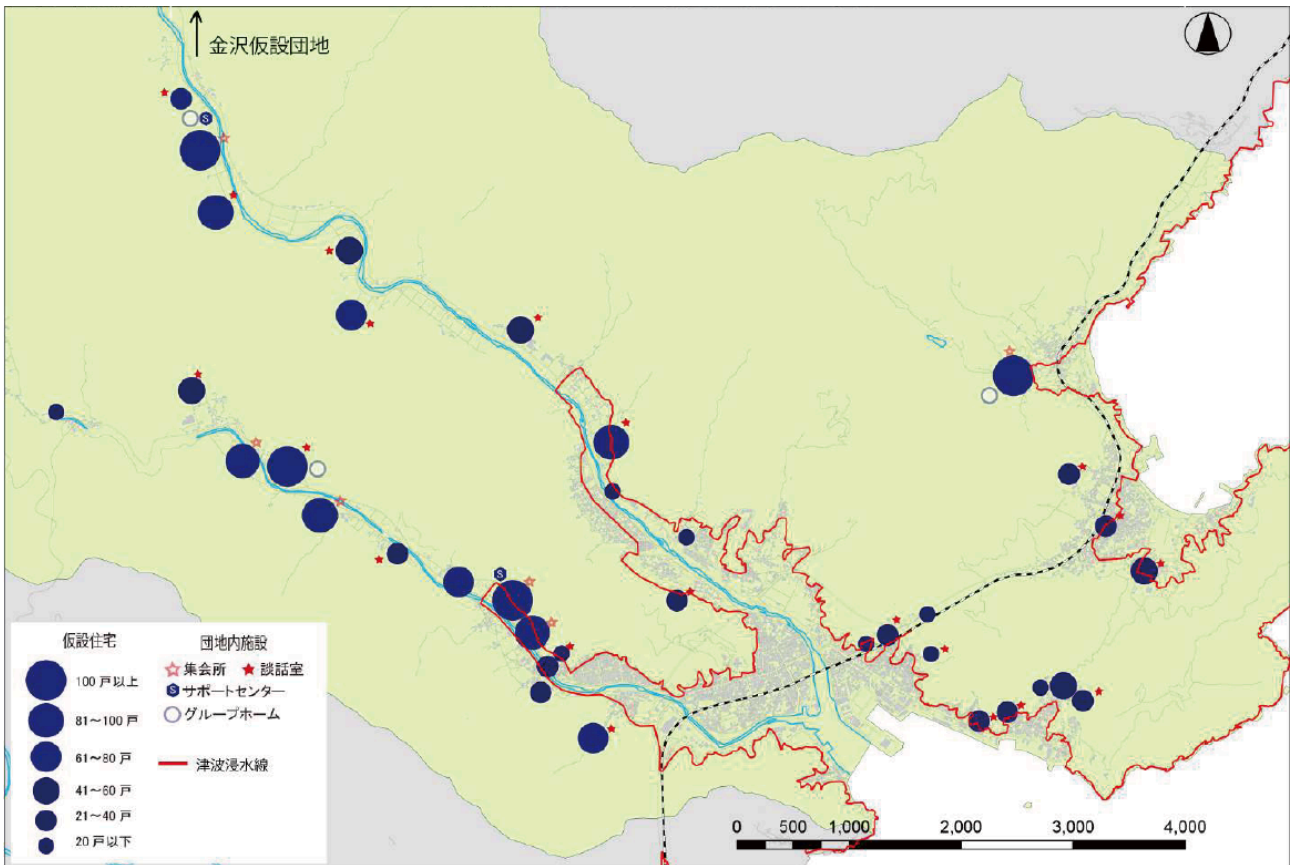 金沢仮設団地
仮設住宅
100戸以上
81～100戸
61～80戸
41～60戸
21～40戸
20戸以下
団地内施設
集会所
談話室
S サポートセンター
グループホーム
津波浸水線
S
S
0 500 1,000 2,000 3,000 4,000